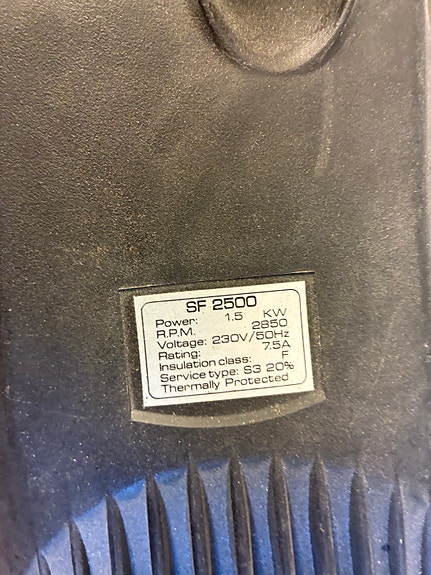 SF 2500
Power: 1.5 KW
R.P.M. 2850
Voltage: 230V/50Hz
Rating: 7.5A
Insulation class: F
Service type: S3 20%
Thermally Protected